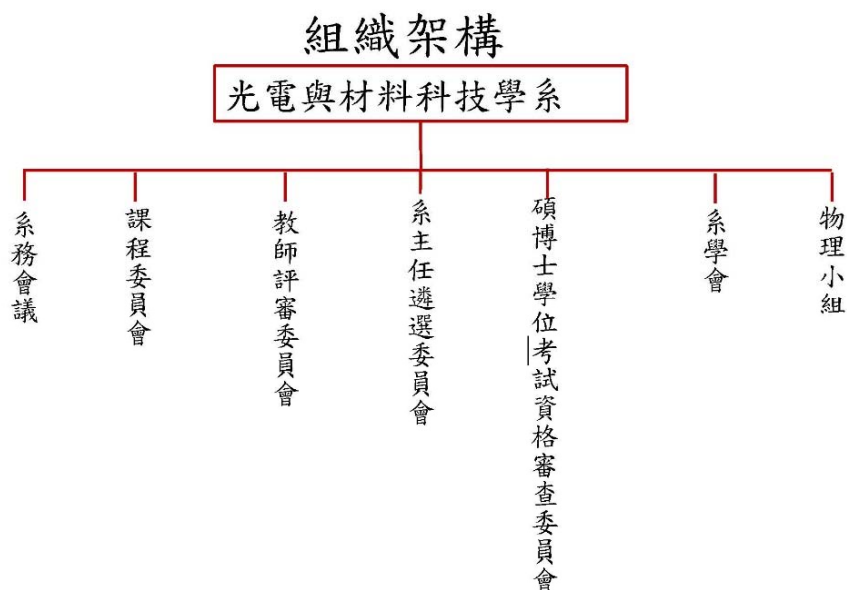 組織架構
光電與材料科技學系
系務會議
課程委員會
教師評審委員會
系主任遴選委員會
碩博士學位考試資格審查委員會
系學會
物理小組